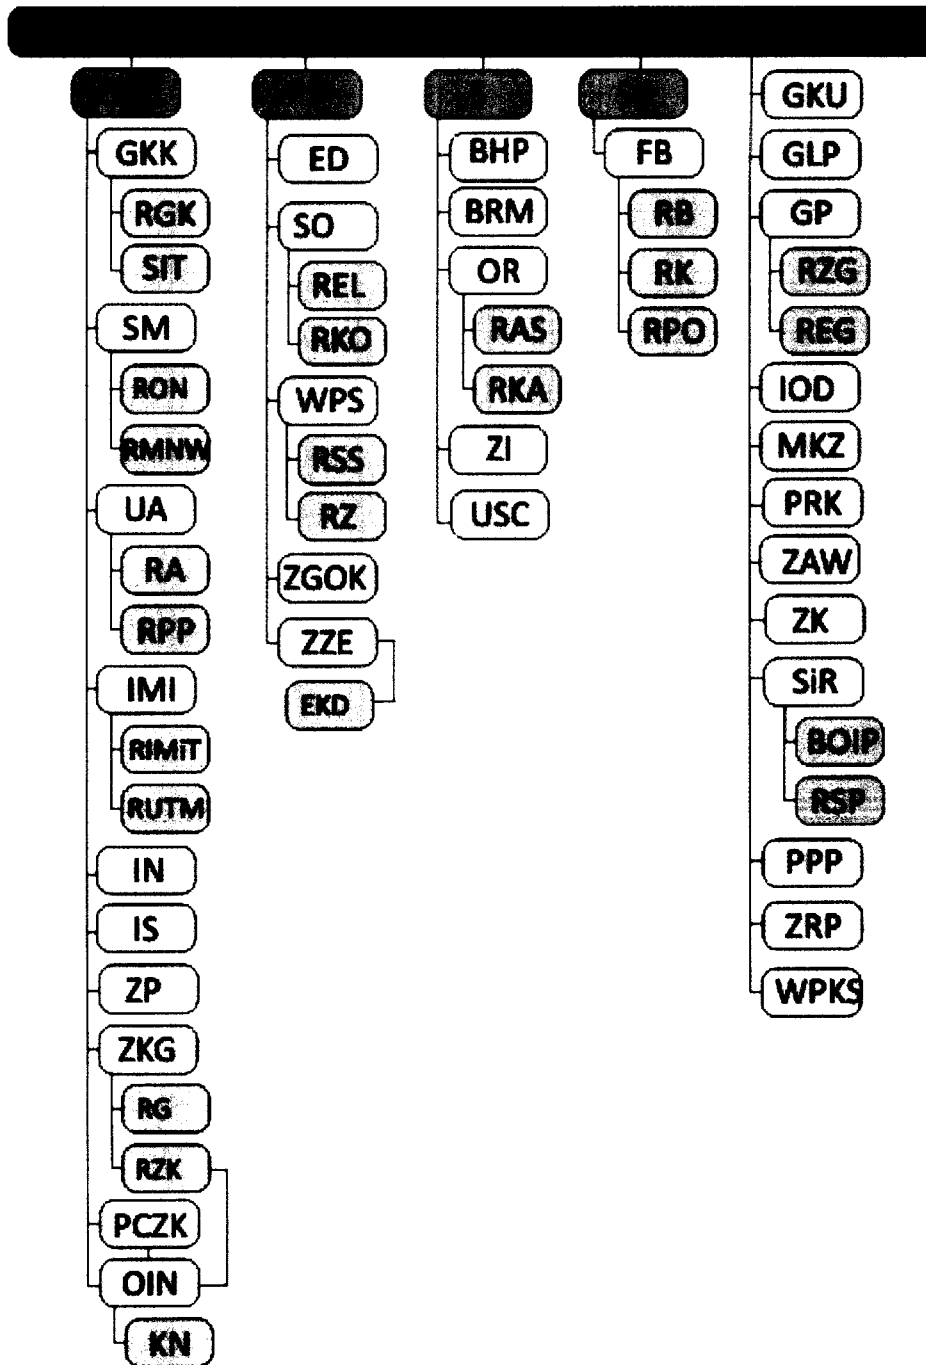 GKK
RGK
SIT
SM
RON
RMNW
UA
RA
RPP
IMI
RIMiT
RUTM
IN
IS
ZP
ZKG
RG
RZK
PCZK
OIN
KN
ED
SO
REL
RKO
WPS
RSS
RZ
ZGOK
ZZE
EKD
BHP
BRM
OR
RAS
RKA
ZI
USC
FB
RB
RK
RPO
GKU
GLP
GP
RZG
REG
IOD
MKZ
PRK
ZAW
ZK
SiR
BOIP
RSP
PPP
ZRP
WPKS